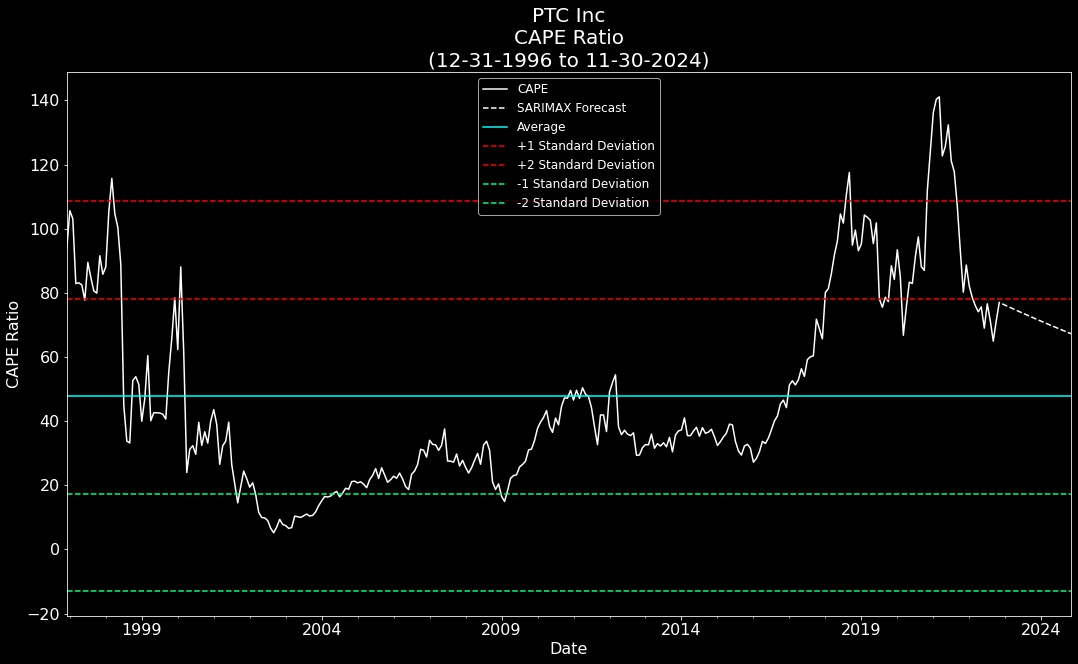 PTC Inc
CAPE Ratio
(12-31-1996 to 11-30-2024)
CAPE
SARIMAX Forecast
Average
+1 Standard Deviation
+2 Standard Deviation
-1 Standard Deviation
-2 Standard Deviation
140
120
100
80
60
40
20
0
−20
CAPE Ratio
1999 2004 2009 2014 2019 2024
Date